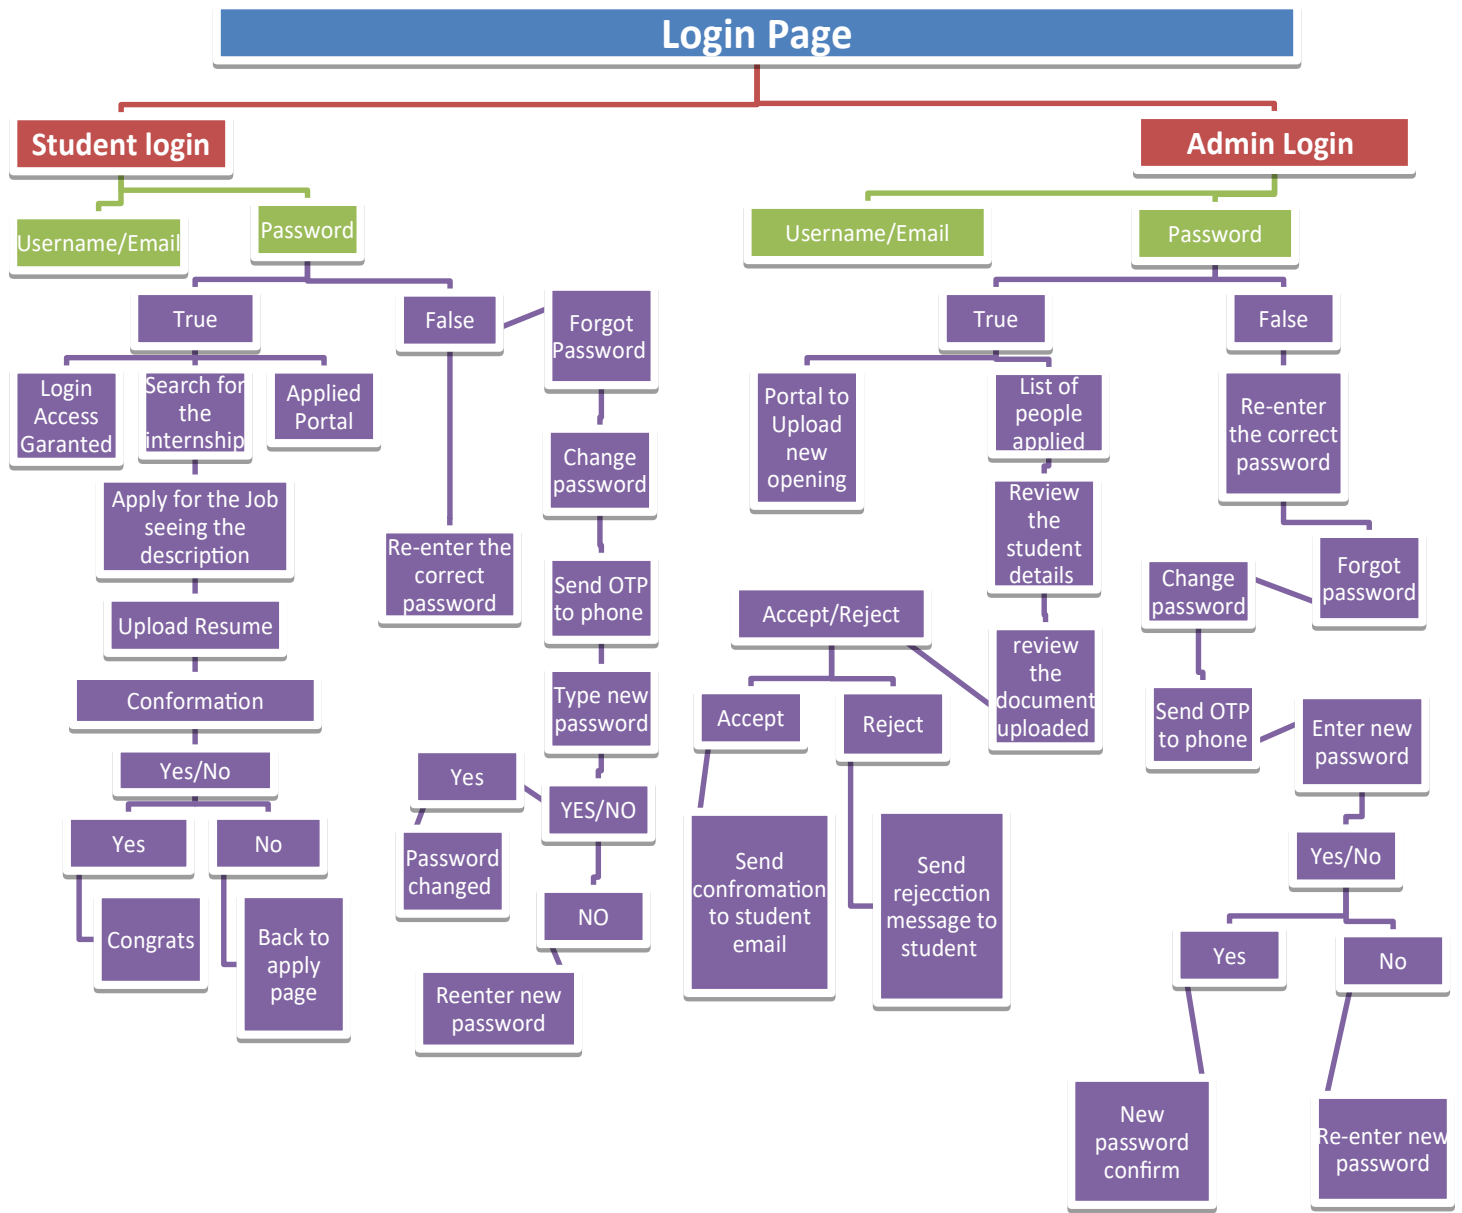 Login Page
Student login
Admin Login
Username/Email
Password
Username/Email
Password
True
False
Forgot
Password
Login
Access
Garanted
Search for
the
internship
Applied
Portal
Change
password
Apply for the Job
seeing the
description
Re-enter the
correct
password
Send OTP
to phone
Upload Resume
Type new
password
Conformation
Yes/No
Yes
YES/NO
Yes
No
Password
changed
NO
Congrats
Back to
apply
page
Reenter new
password
True
False
Portal to
Upload
new
opening
List of
people
applied
Re-enter
the correct
password
Review
the
student
details
Forgot
password
Change
password
Accept/Reject
review
the
document
uploaded
Accept
Reject
Send OTP
to phone
Enter new
password
Send
confromation
to student
email
Send
rejecction
message to
student
Yes/No
Yes
No
New
password
confirm
Re-enter new
password